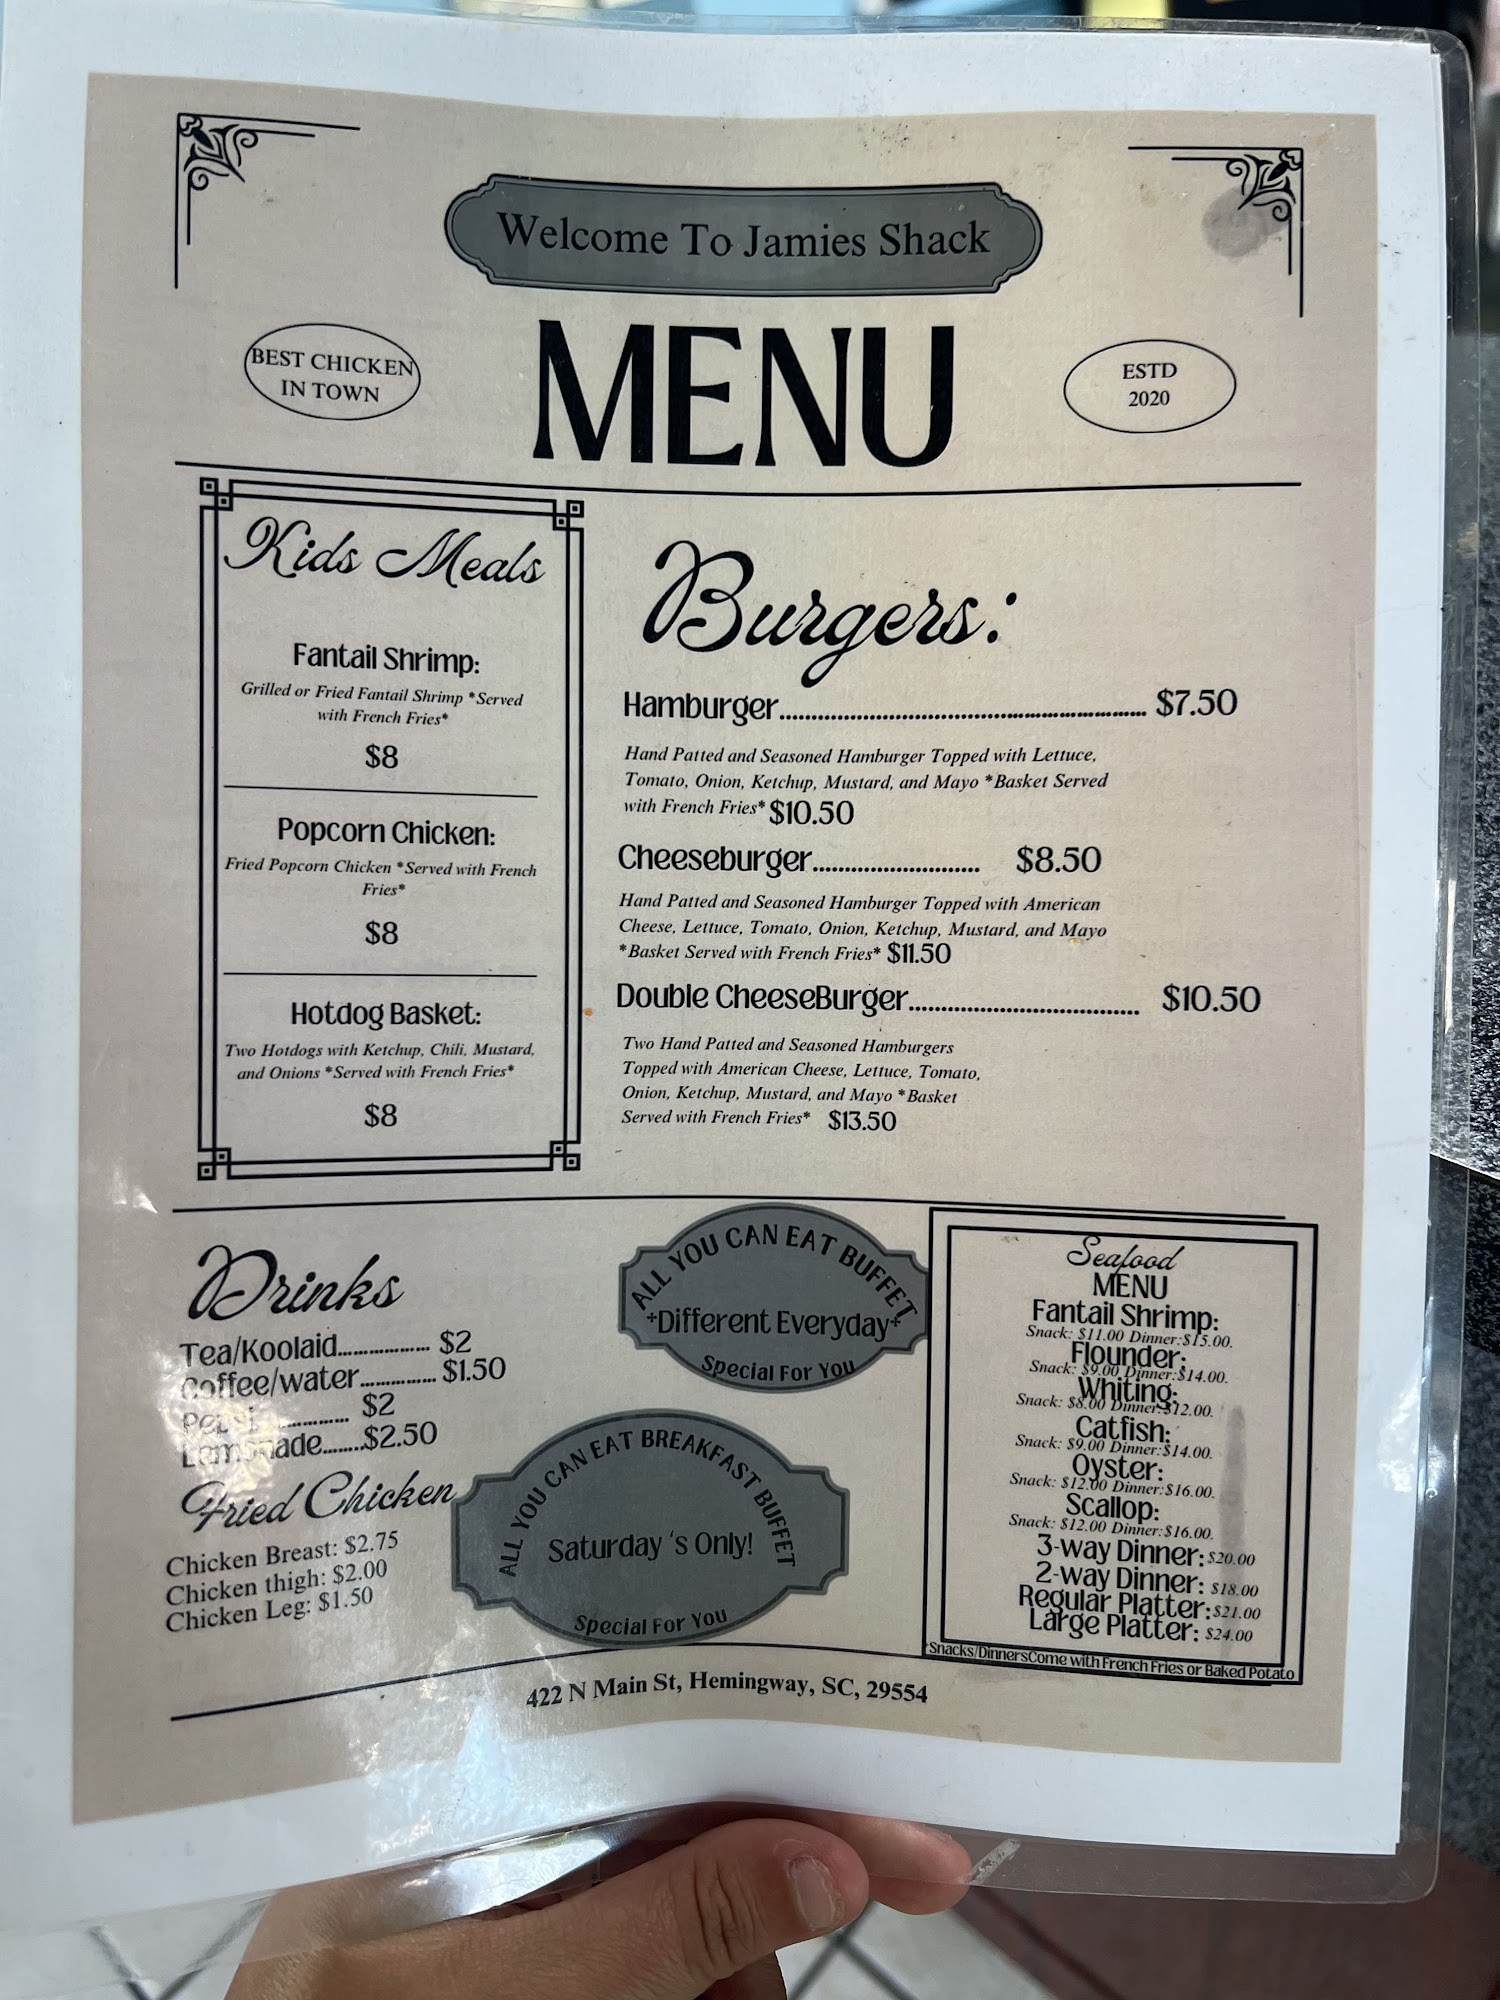 Welcome To Jamies Shack
BEST CHICKEN
IN TOWN
MENU
ESTD
2020
Kids Meals
Fantail Shrimp:
Grilled or Fried Fantail Shrimp *Served
with French Fries*
$8
Popcorn Chicken:
Fried Popcorn Chicken *Served with French
Fries*
$8
Hotdog Basket:
Two Hotdogs with Ketchup, Chili, Mustard,
and Onions *Served with French Fries*
$8
Burgers:
Hamburger............................................................ $7.50
Hand Patted and Seasoned Hamburger Topped with Lettuce,
Tomato, Onion, Ketchup, Mustard, and Mayo *Basket Served
with French Fries* $10.50
Cheeseburger.......................... $8.50
Hand Patted and Seasoned Hamburger Topped with American
Cheese, Lettuce, Tomato, Onion, Ketchup, Mustard, and Mayo
*Basket Served with French Fries* $11.50
Double CheeseBurger.................................... $10.50
Two Hand Patted and Seasoned Hamburgers
Topped with American Cheese, Lettuce, Tomato,
Onion, Ketchup, Mustard, and Mayo *Basket
Served with French Fries* $13.50
Drinks
Tea/Koolaid.................. $2
Coffee/water............... $1.50
Pepsi ................ $2
Lemonade........$2.50
Fried Chicken
Chicken Breast: $2.75
Chicken thigh: $2.00
Chicken Leg: $1.50
ALL YOU CAN EAT BUFFET
*Different Everyday*
Special For You
ALL YOU CAN EAT BREAKFAST BUFFET
Saturday 's Only!
Special For You
Seafood
MENU
Fantail Shrimp:
Snack: $11.00 Dinner:$15.00.
Flounder:
Snack: $9.00 Dinner:$14.00.
Whiting:
Snack: $8.00 Dinner:$12.00.
Catfish:
Snack: $9.00 Dinner:$14.00.
Oyster:
Snack: $12.00 Dinner:$16.00.
Scallop:
Snack: $12.00 Dinner:$16.00.
3-way Dinner: $20.00
2-way Dinner: $18.00
Regular Platter: $21.00
Large Platter: $24.00
*Snacks/DinnersCome with French Fries or Baked Potato
422 N Main St, Hemingway, SC, 29554